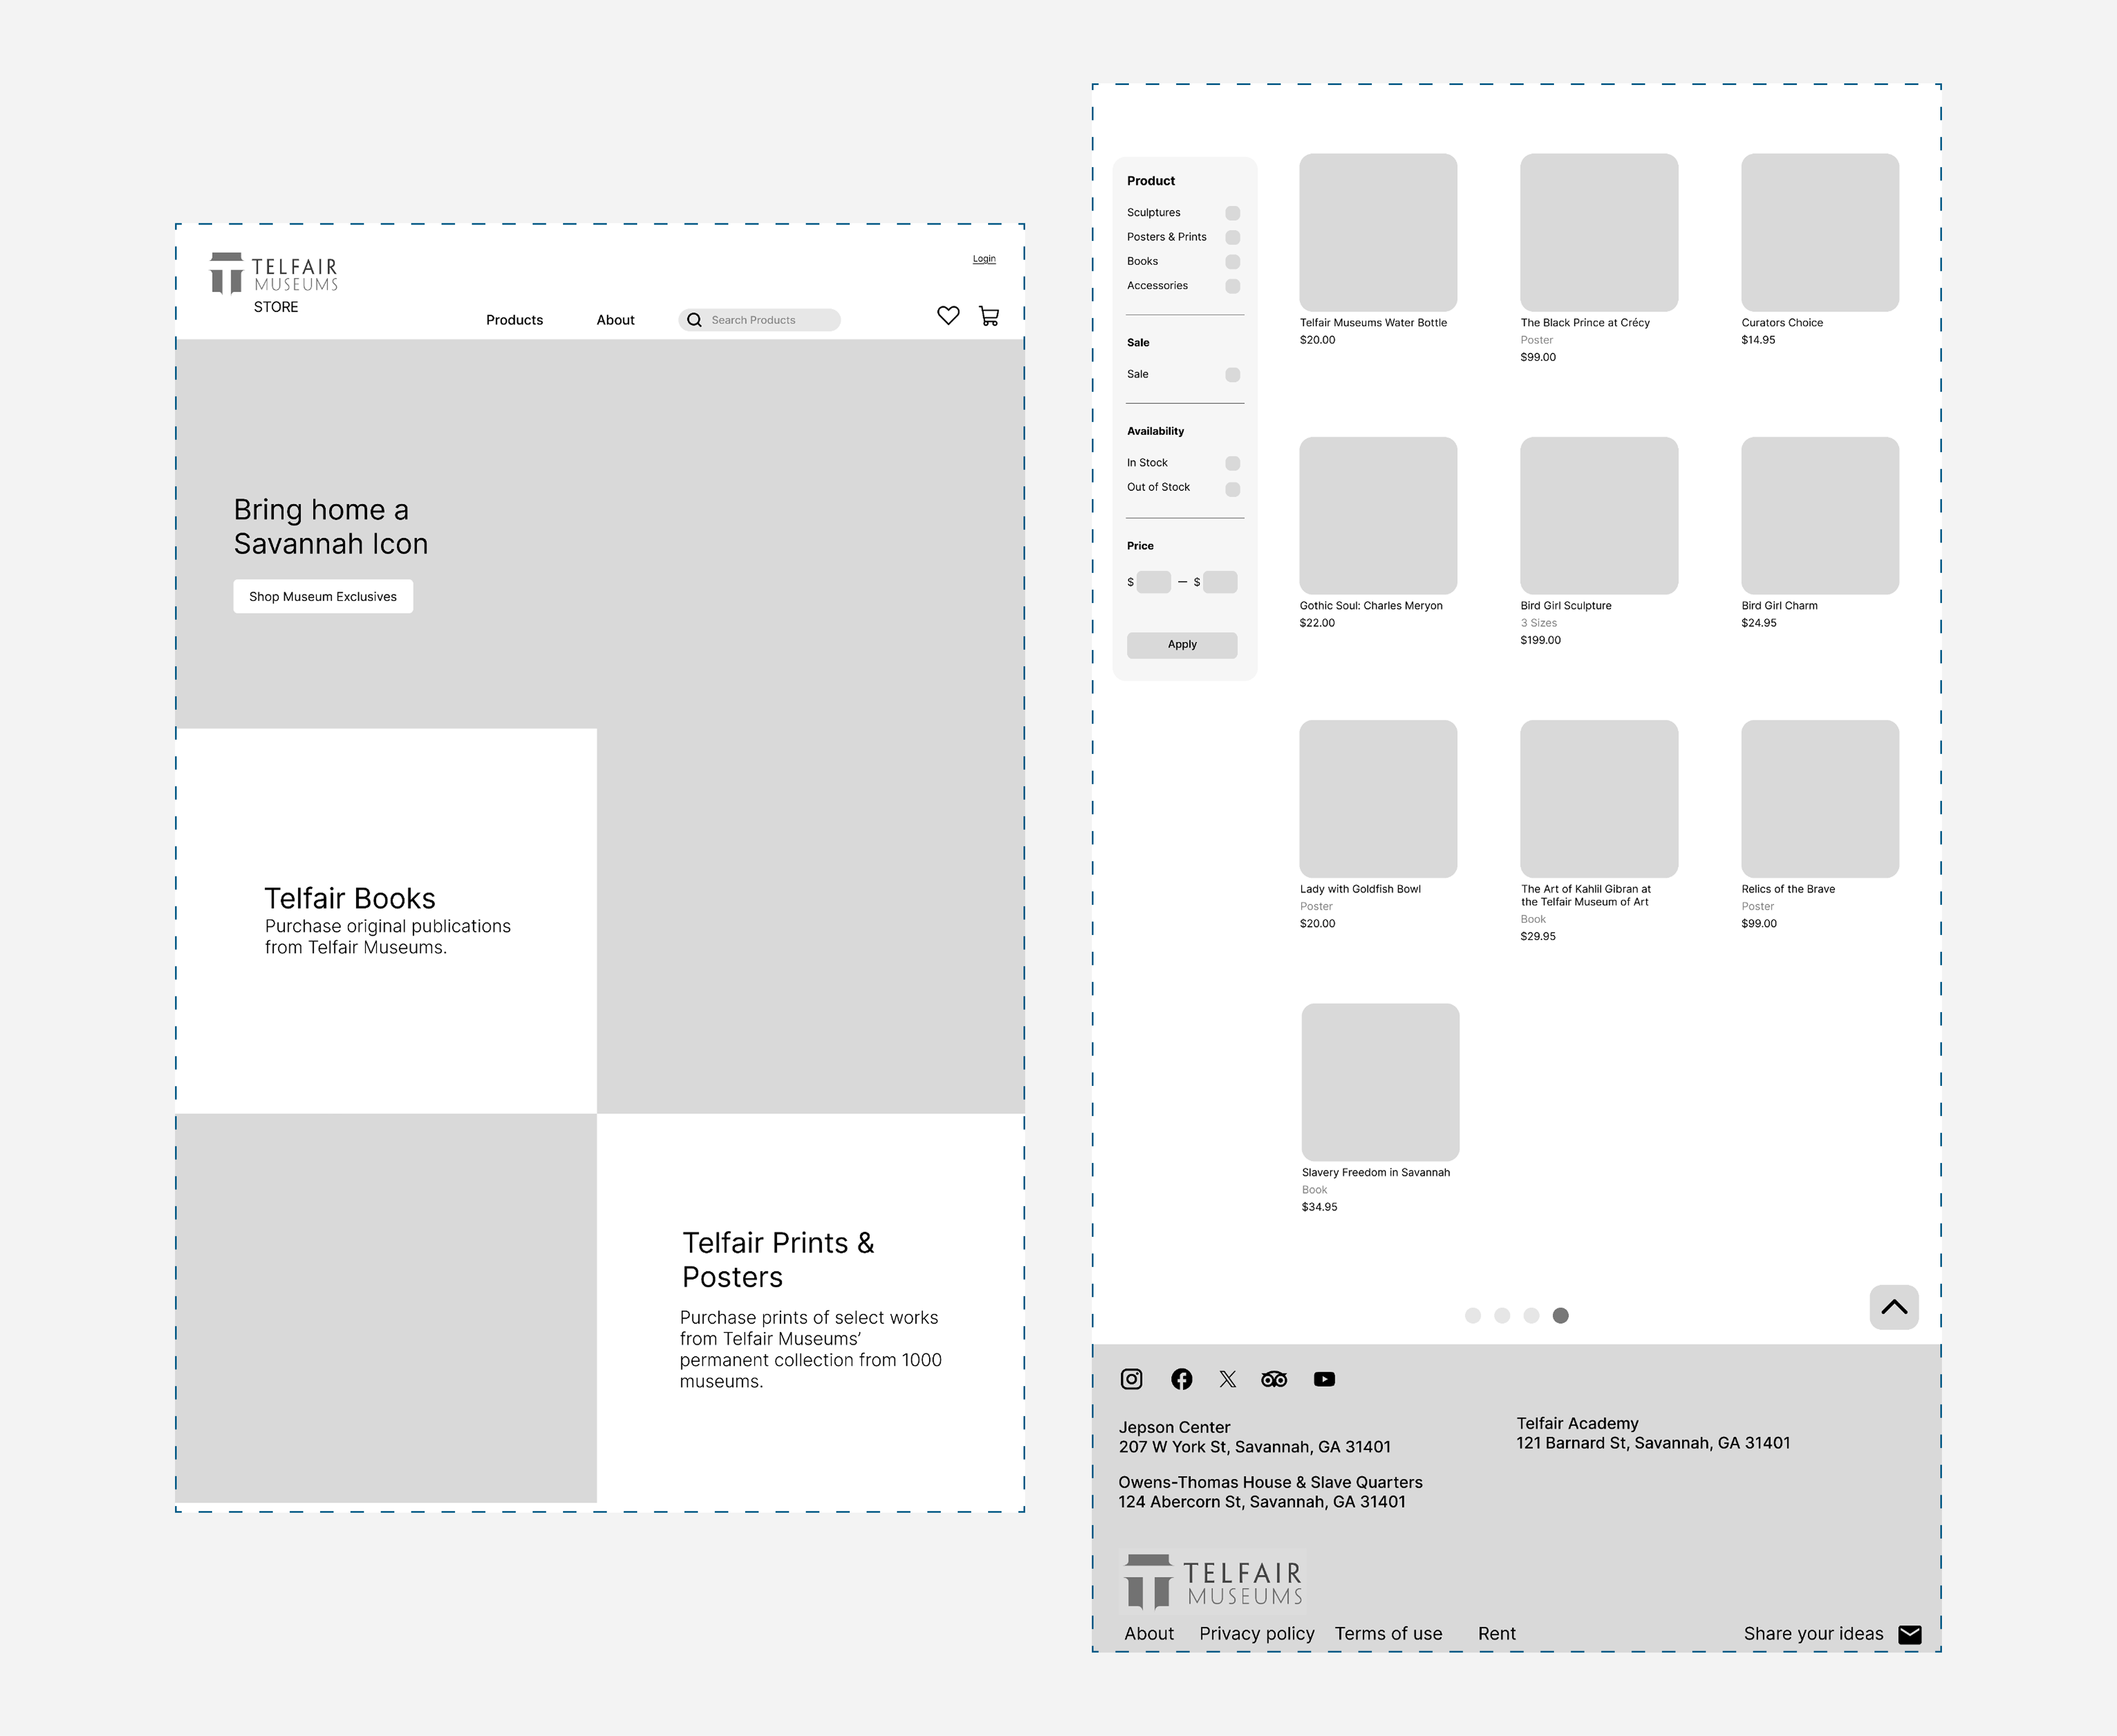 TELFAIR
MUSEUMS
STORE
Login
Products
About
Search Products
Bring home a
Savannah Icon
Shop Museum Exclusives
Telfair Books
Purchase original publications
from Telfair Museums.
Telfair Prints &
Posters
Purchase prints of select works
from Telfair Museums’
permanent collection from 1000
museums.
Product
Sculptures
Posters & Prints
Books
Accessories
Sale
Sale
Availability
In Stock
Out of Stock
Price
$ – $
Apply
Telfair Museums Water Bottle
$20.00
The Black Prince at Crécy
Poster
$99.00
Curators Choice
$14.95
Gothic Soul: Charles Meryon
$22.00
Bird Girl Sculpture
3 Sizes
$199.00
Bird Girl Charm
$24.95
Lady with Goldfish Bowl
Poster
$20.00
The Art of Kahlil Gibran at
the Telfair Museum of Art
Book
$29.95
Relics of the Brave
Poster
$99.00
Slavery Freedom in Savannah
Book
$34.95
Jepson Center
207 W York St, Savannah, GA 31401
Telfair Academy
121 Barnard St, Savannah, GA 31401
Owens-Thomas House & Slave Quarters
124 Abercorn St, Savannah, GA 31401
TELFAIR
MUSEUMS
About
Privacy policy
Terms of use
Rent
Share your ideas